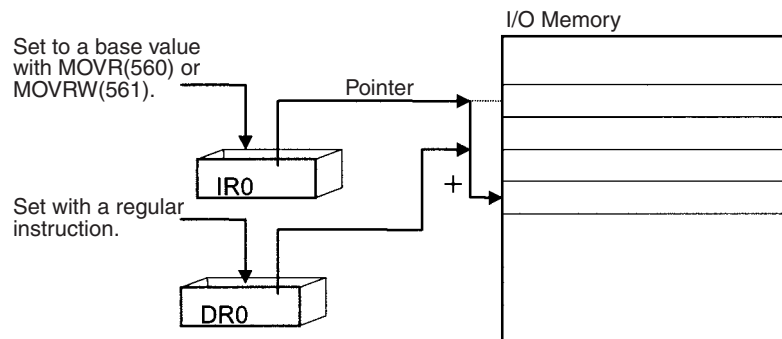 I/O Memory
Set to a base value
with MOVR(560) or
MOVRW(561).
Pointer
IR0
+
Set with a regular
instruction.
DR0